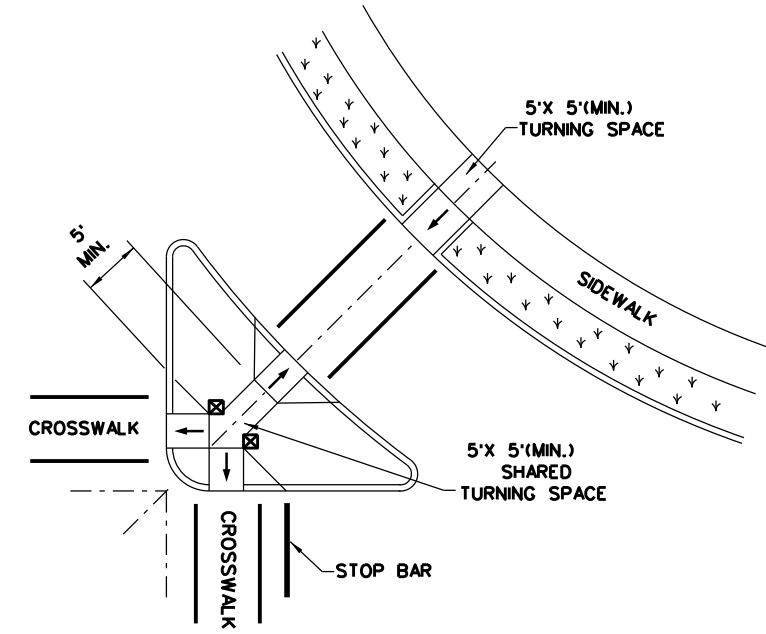 5'X 5'(MIN.)
TURNING SPACE
5'
MIN.
SIDEWALK
CROSSWALK
5'X 5'(MIN.)
SHARED
TURNING SPACE
CROSSWALK
STOP BAR